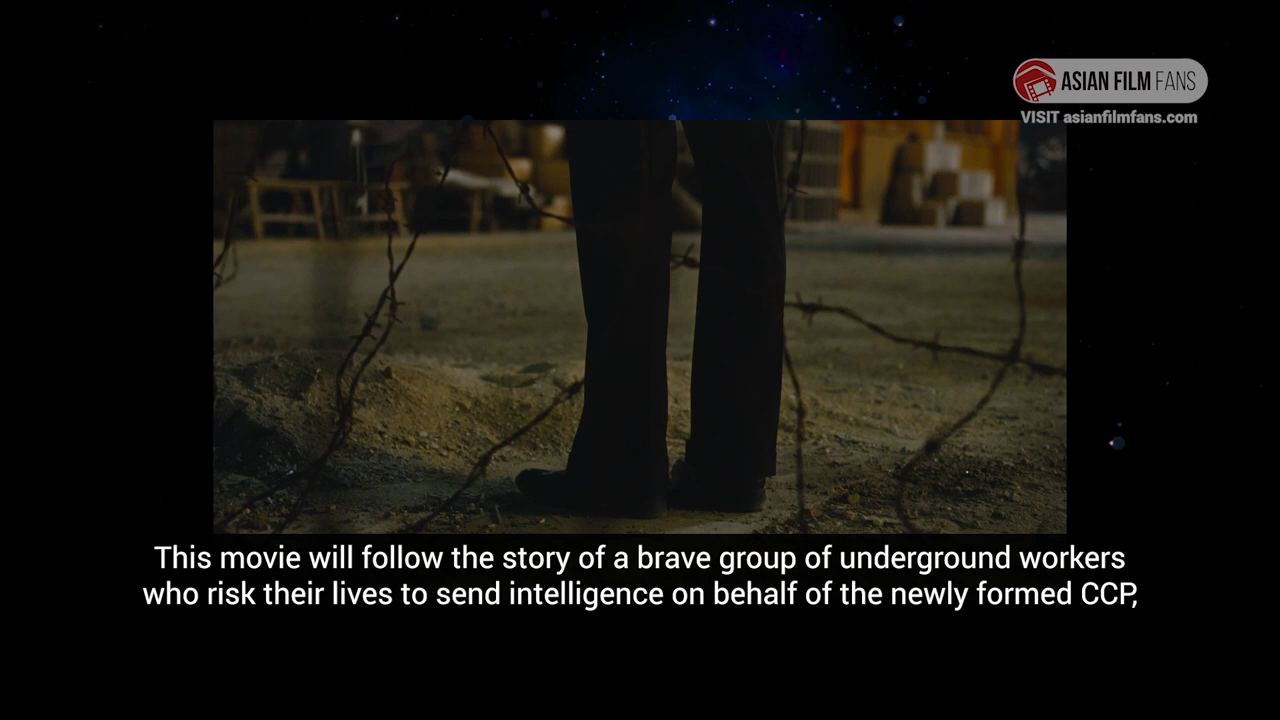 ASIAN FILM FANS
VISIT asianfilmfans.com
This movie will follow the story of a brave group of underground workers
who risk their lives to send intelligence on behalf of the newly formed CCP,